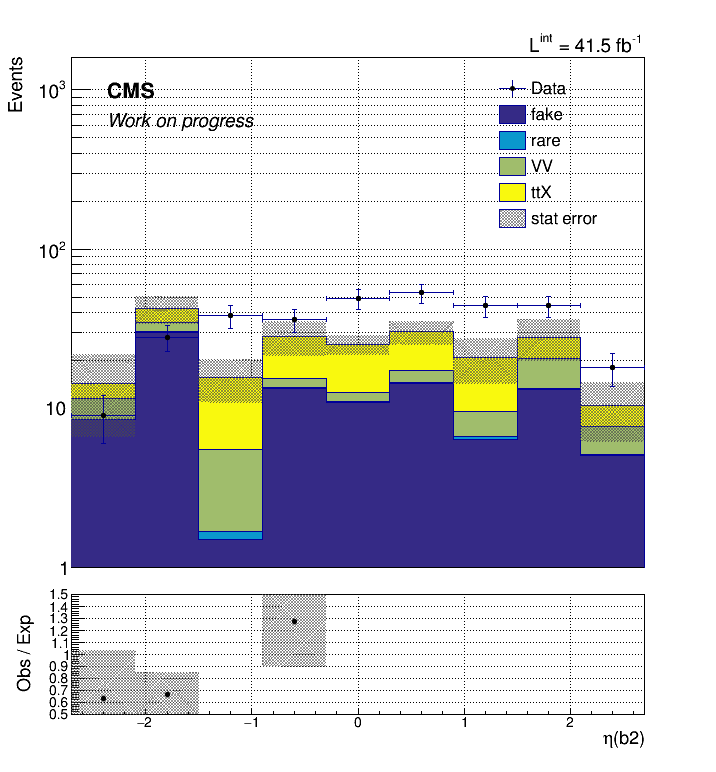 L^int = 41.5 fb^-1
Events
10^3
CMS
Work on progress
Data
fake
rare
VV
ttX
stat error
10^2
10
1
Obs / Exp
1.5
1.4
1.3
1.2
1.1
1
0.9
0.8
0.7
0.6
0.5
−2
−1
0
1
2
η(b2)